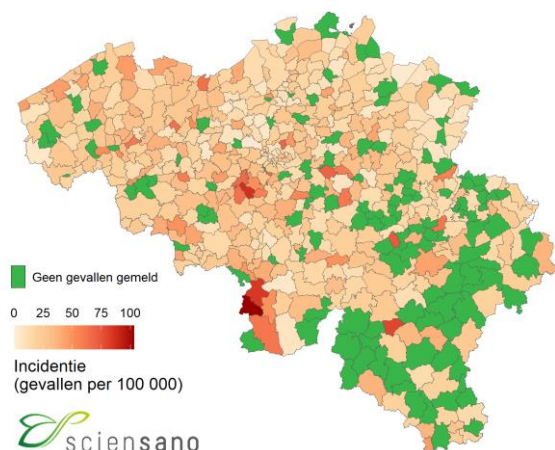 Geen gevallen gemeld
0 25 50 75 100
Incidentie
(gevallen per 100 000)
sciensano